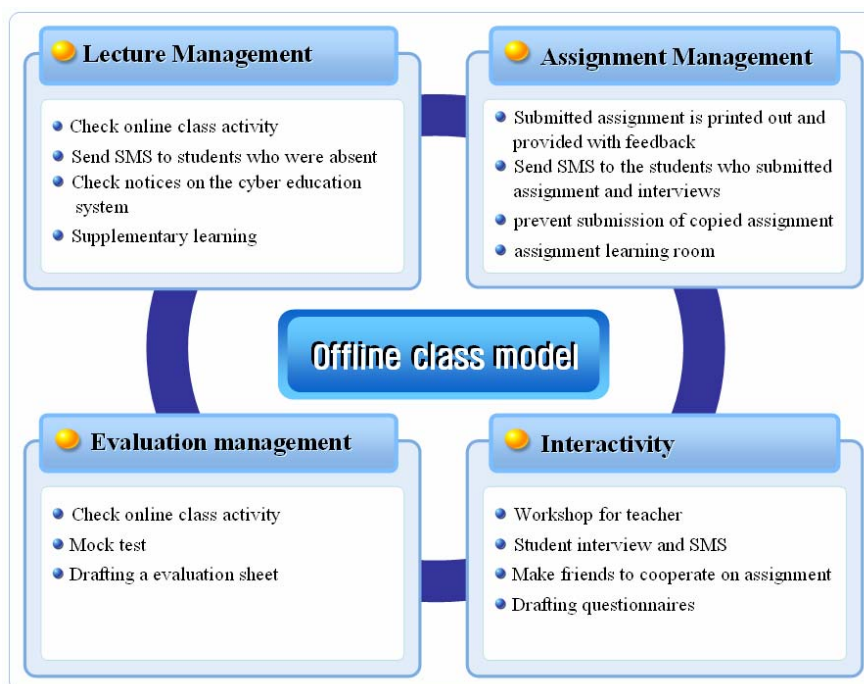 Lecture Management
Check online class activity
Send SMS to students who were absent
Check notices on the cyber education
system
Supplementary learning
Assignment Management
Submitted assignment is printed out and
provided with feedback
Send SMS to the students who submitted
assignment and interviews
prevent submission of copied assignment
assignment learning room
Offline class model
Evaluation management
Check online class activity
Mock test
Drafting a evaluation sheet
Interactivity
Workshop for teacher
Student interview and SMS
Make friends to cooperate on assignment
Drafting questionnaires